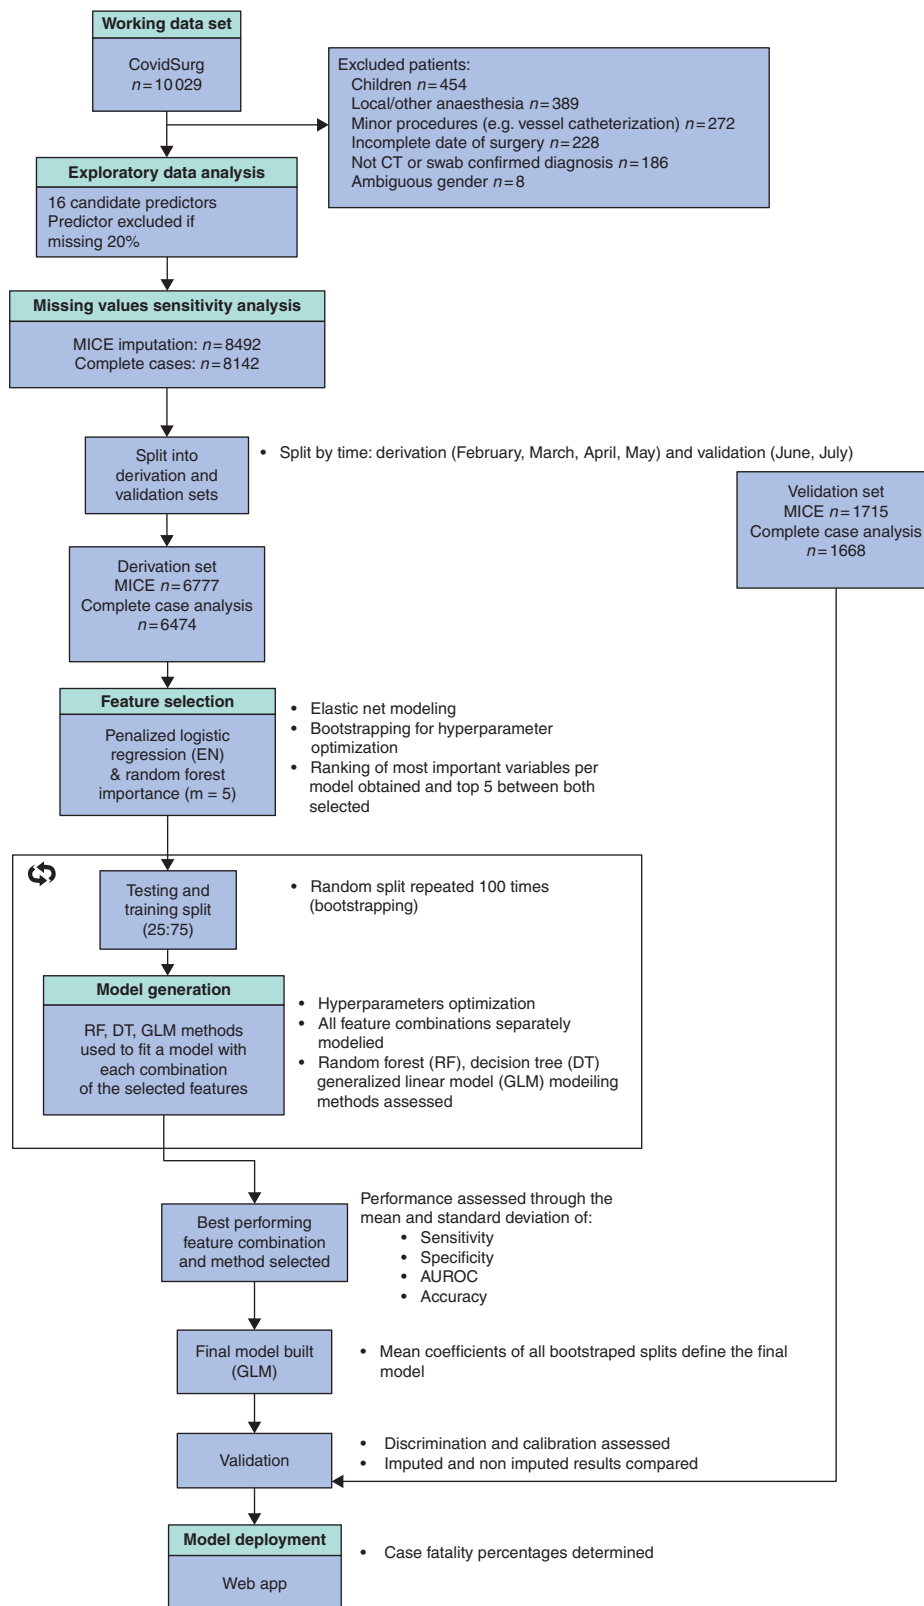 Working data set
CovidSurg
n=10 029
Excluded patients:
Children n=454
Local/other anaesthesia n=389
Minor procedures (e.g. vessel catheterization) n=272
Incomplete date of surgery n=228
Not CT or swab confirmed diagnosis n=186
Ambiguous gender n=8
Exploratory data analysis
16 candidate predictors
Predictor excluded if
missing 20%
Missing values sensitivity analysis
MICE imputation: n=8492
Complete cases: n=8142
Split into
derivation and
validation sets
• Split by time: derivation (February, March, April, May) and validation (June, July)
Velidation set
MICE n=1715
Complete case analysis
n=1668
Derivation set
MICE n=6777
Complete case analysis
n=6474
Feature selection
Penalized logistic
regression (EN)
& random forest
importance (m = 5)
• Elastic net modeling
• Bootstrapping for hyperparameter
optimization
• Ranking of most important variables per
model obtained and top 5 between both
selected
Testing and
training split
(25:75)
• Random split repeated 100 times
(bootstrapping)
Model generation
RF, DT, GLM methods
used to fit a model with
each combination
of the selected features
• Hyperparameters optimization
• All feature combinations separately
modelied
• Random forest (RF), decision tree (DT)
generalized linear model (GLM) modeiling
methods assessed
Best performing
feature combination
and method selected
Performance assessed through the
mean and standard deviation of:
• Sensitivity
• Specificity
• AUROC
• Accuracy
Final model built
(GLM)
• Mean coefficients of all bootstraped splits define the final
model
Validation
• Discrimination and calibration assessed
• Imputed and non imputed results compared
Model deployment
Web app
• Case fatality percentages determined